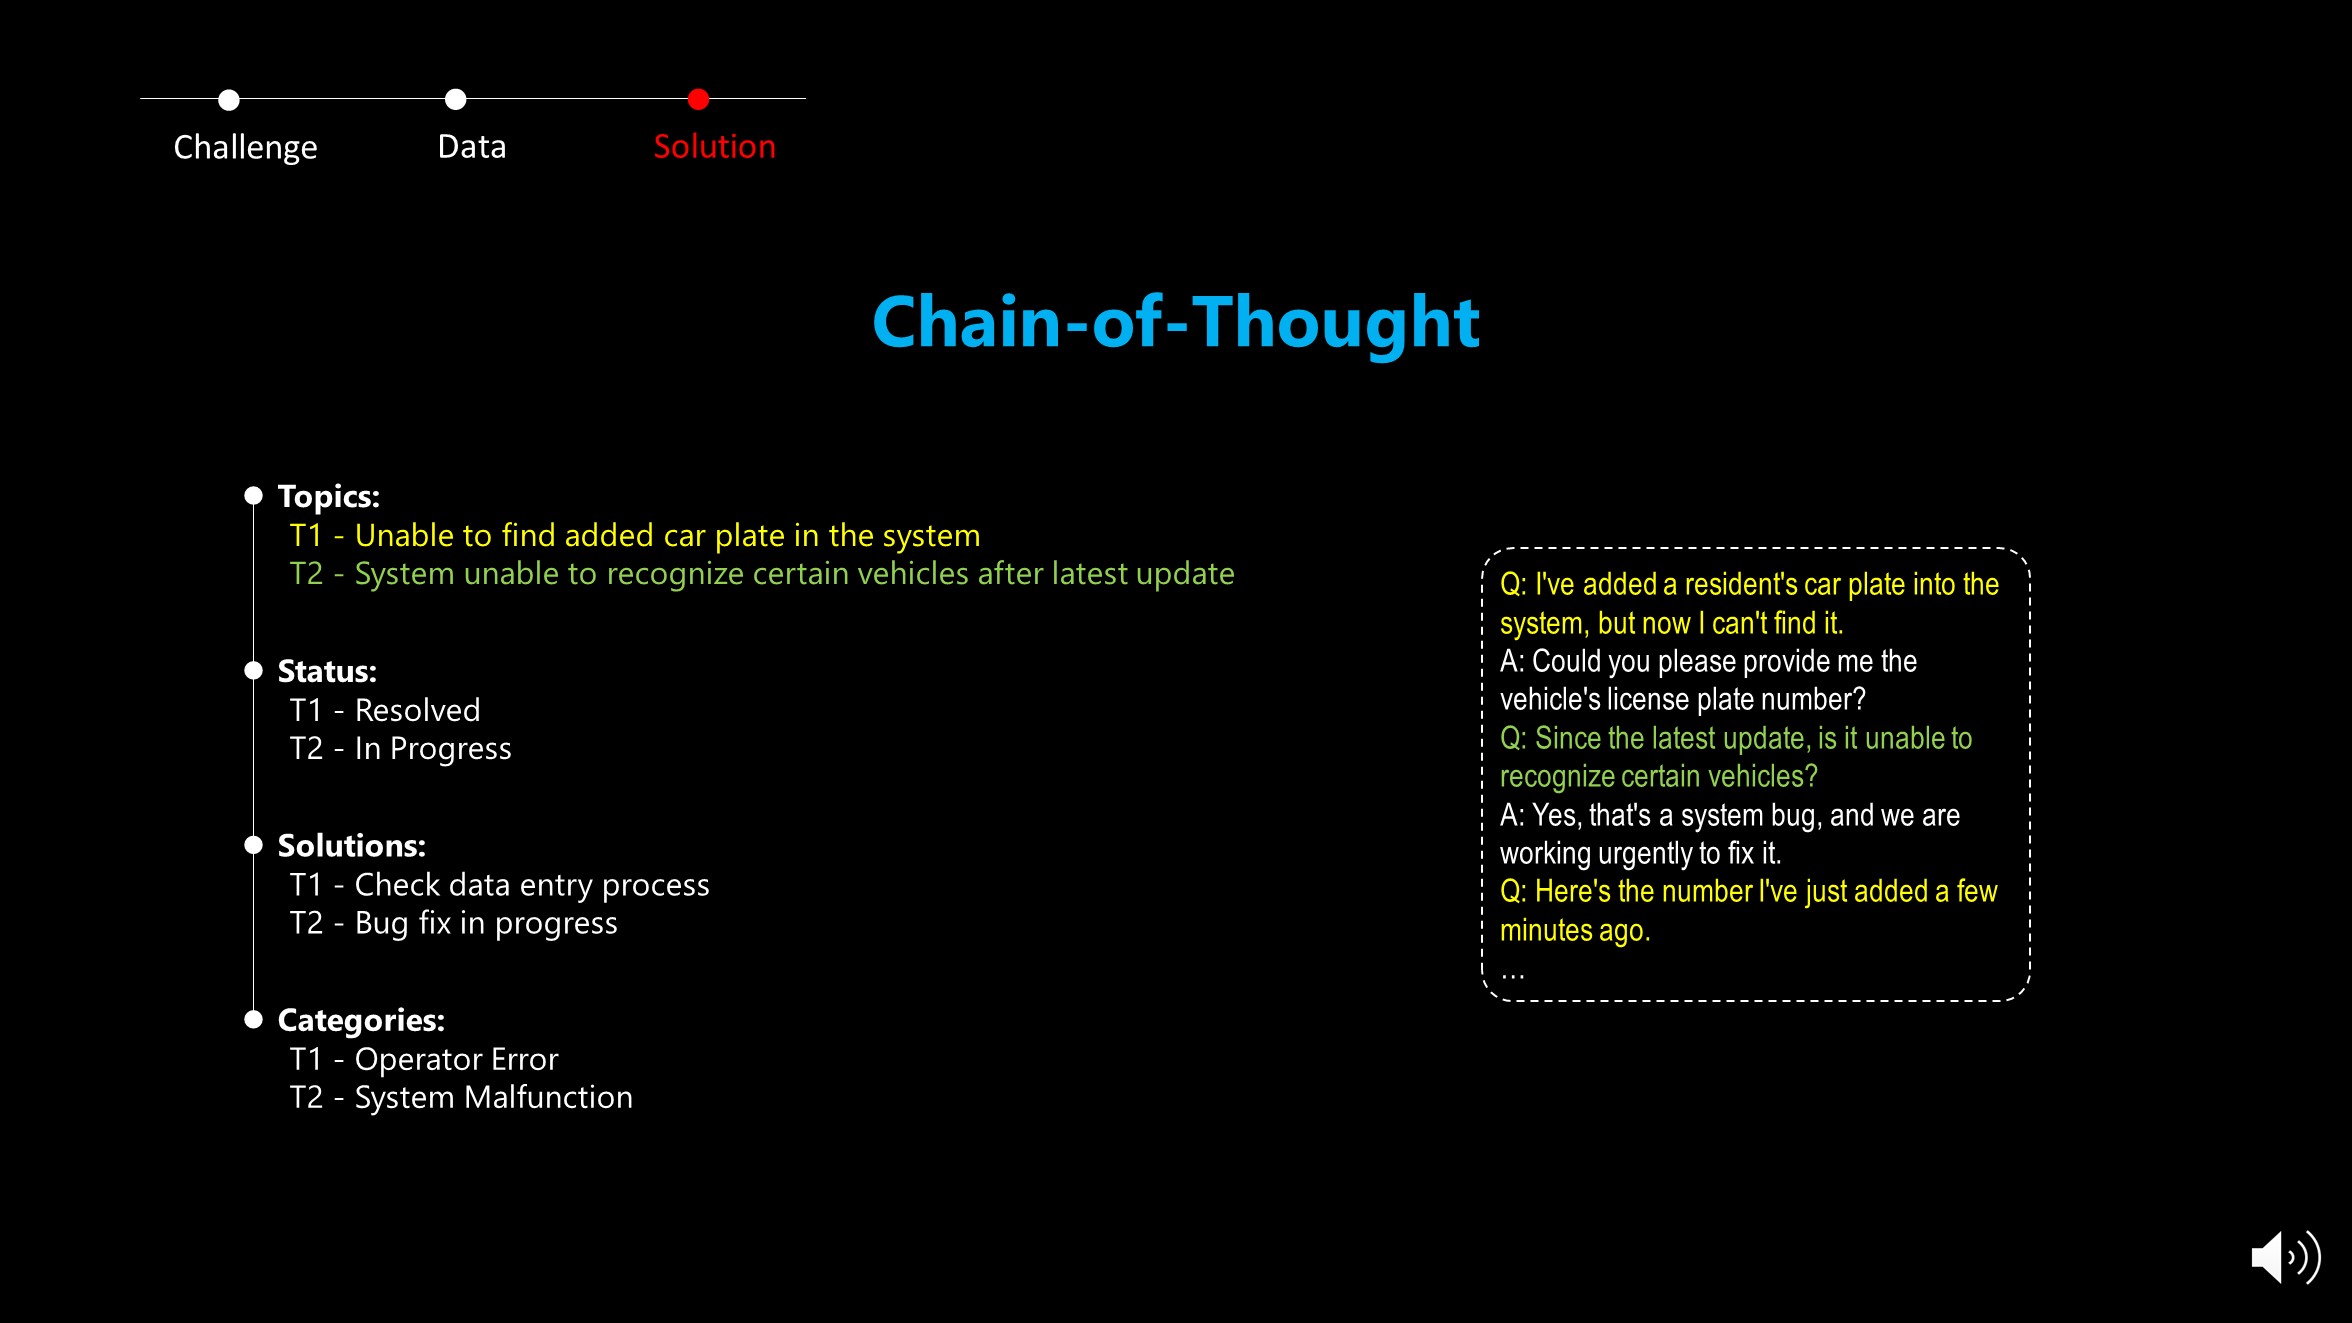 Challenge
Data
Solution
Chain-of-Thought
Topics:
T1 - Unable to find added car plate in the system
T2 - System unable to recognize certain vehicles after latest update
Status:
T1 - Resolved
T2 - In Progress
Solutions:
T1 - Check data entry process
T2 - Bug fix in progress
Categories:
T1 - Operator Error
T2 - System Malfunction
Q: I've added a resident's car plate into the
system, but now I can't find it.
A: Could you please provide me the
vehicle's license plate number?
Q: Since the latest update, is it unable to
recognize certain vehicles?
A: Yes, that's a system bug, and we are
working urgently to fix it.
Q: Here's the number I've just added a few
minutes ago.
…